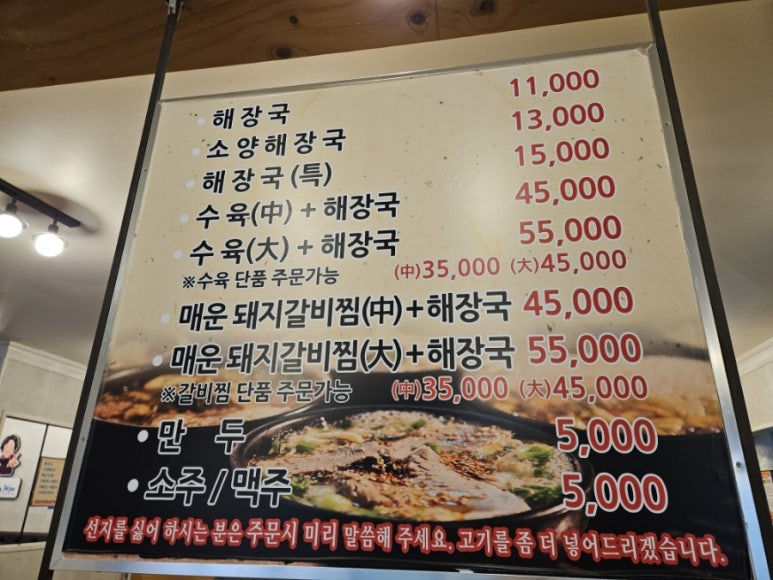 해장국 11,000
소양해장국 13,000
해장국(특) 15,000
수육(中)+해장국 45,000
수육(大)+해장국 55,000
※수육 단품 주문가능 (中)35,000 (大)45,000
매운돼지갈비찜(中)+해장국 45,000
매운돼지갈비찜(大)+해장국 55,000
※갈비찜 단품 주문가능 (中)35,000 (大)45,000
만두 5,000
소주/맥주 5,000
선지를 싫어 하시는 분은 주문시 미리 말씀해 주세요. 고기를 좀 더 넣어드리겠습니다.